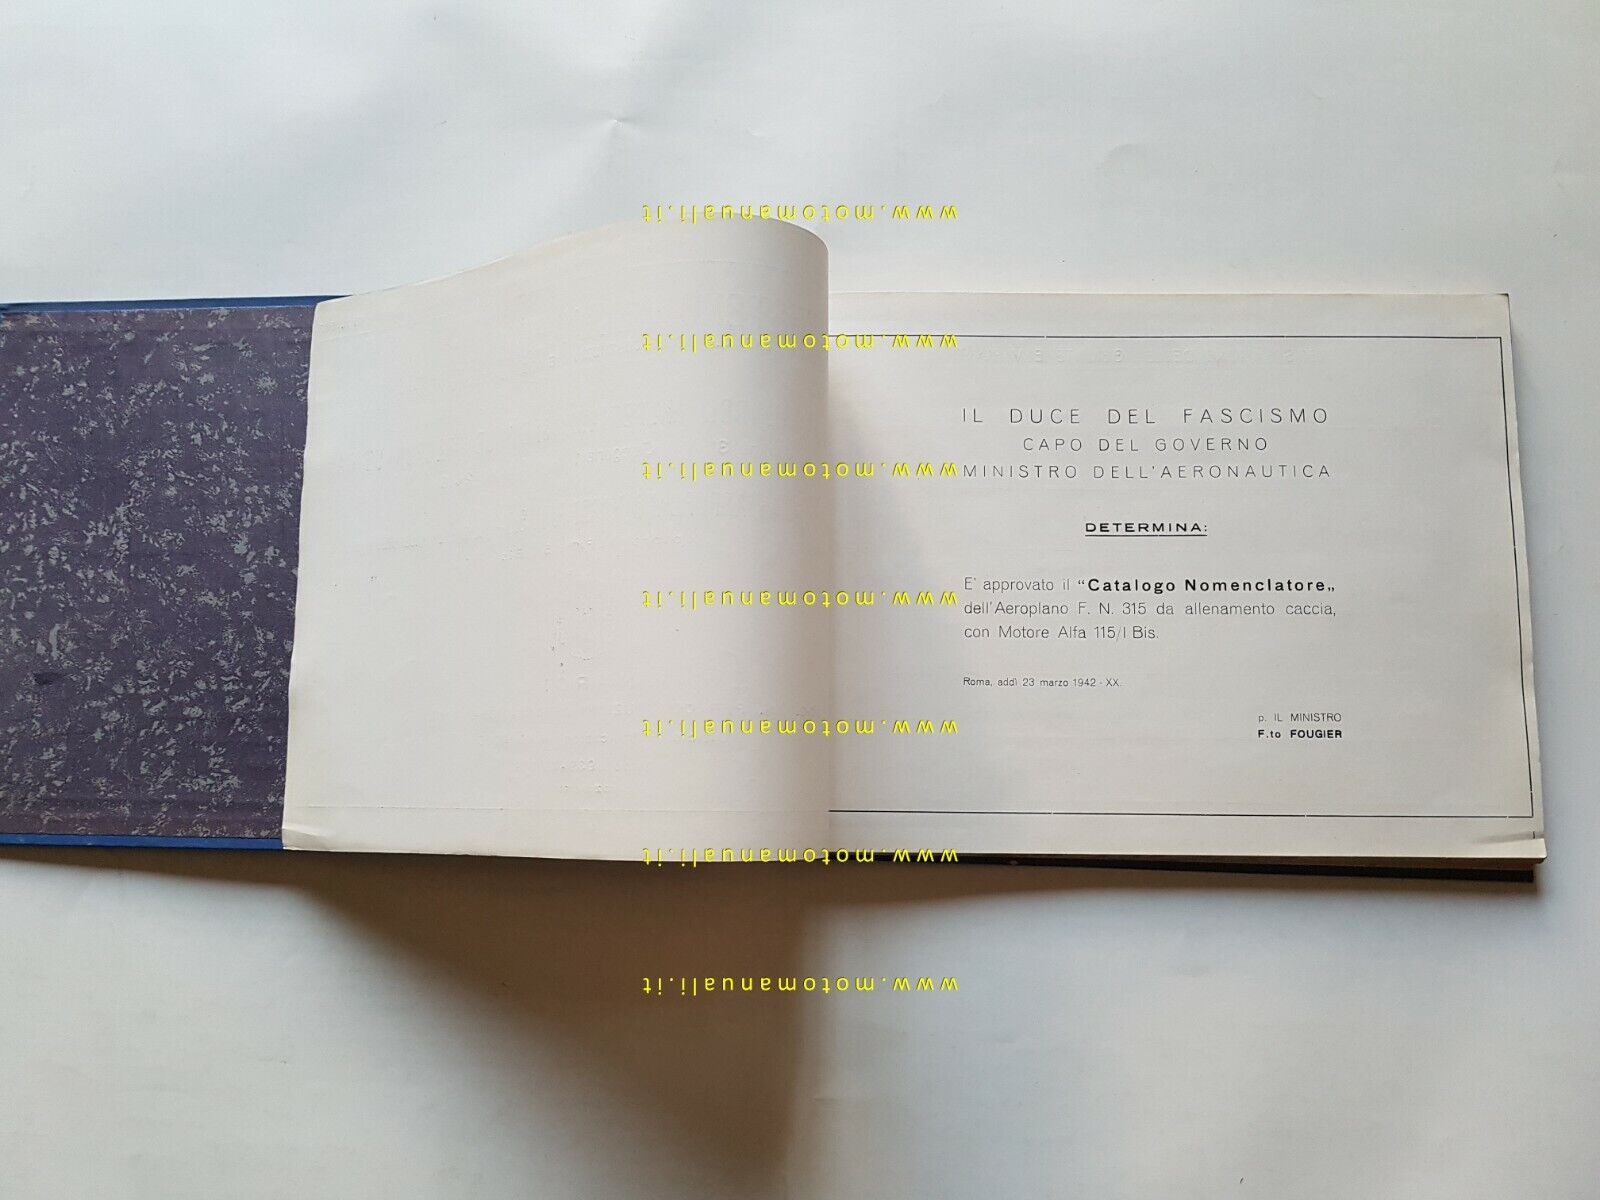 www.motomanuali.it
www.motomanuali.it
www.motomanuali.it
www.motomanuali.it
www.motomanuali.it
www.motomanuali.it
www.motomanuali.it
IL DUCE DEL FASCISMO
CAPO DEL GOVERNO
MINISTRO DELL'AERONAUTICA
DETERMINA:
E' approvato il “Catalogo Nomenclatore„
dell'Aeroplano F. N. 315 da allenamento caccia,
con Motore Alfa 115/I Bis.
Roma, addì 23 marzo 1942 - XX.
p. IL MINISTRO
F.to FOUGIER